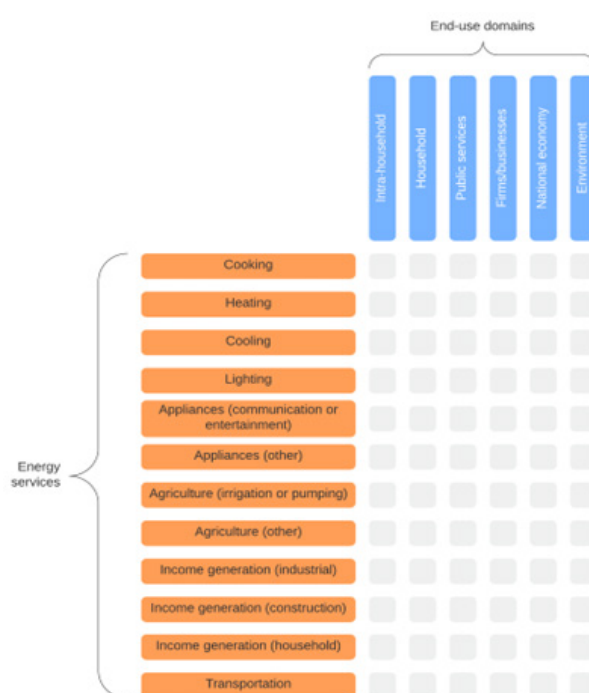 End-use domains
Intra-household
Household
Public services
Firms/businesses
National economy
Environment
Cooking
Heating
Cooling
Lighting
Appliances (communication or
entertainment)
Appliances (other)
Energy
services
Agriculture (irrigation or pumping)
Agriculture (other)
Income generation (industrial)
Income generation (construction)
Income generation (household)
Transportation